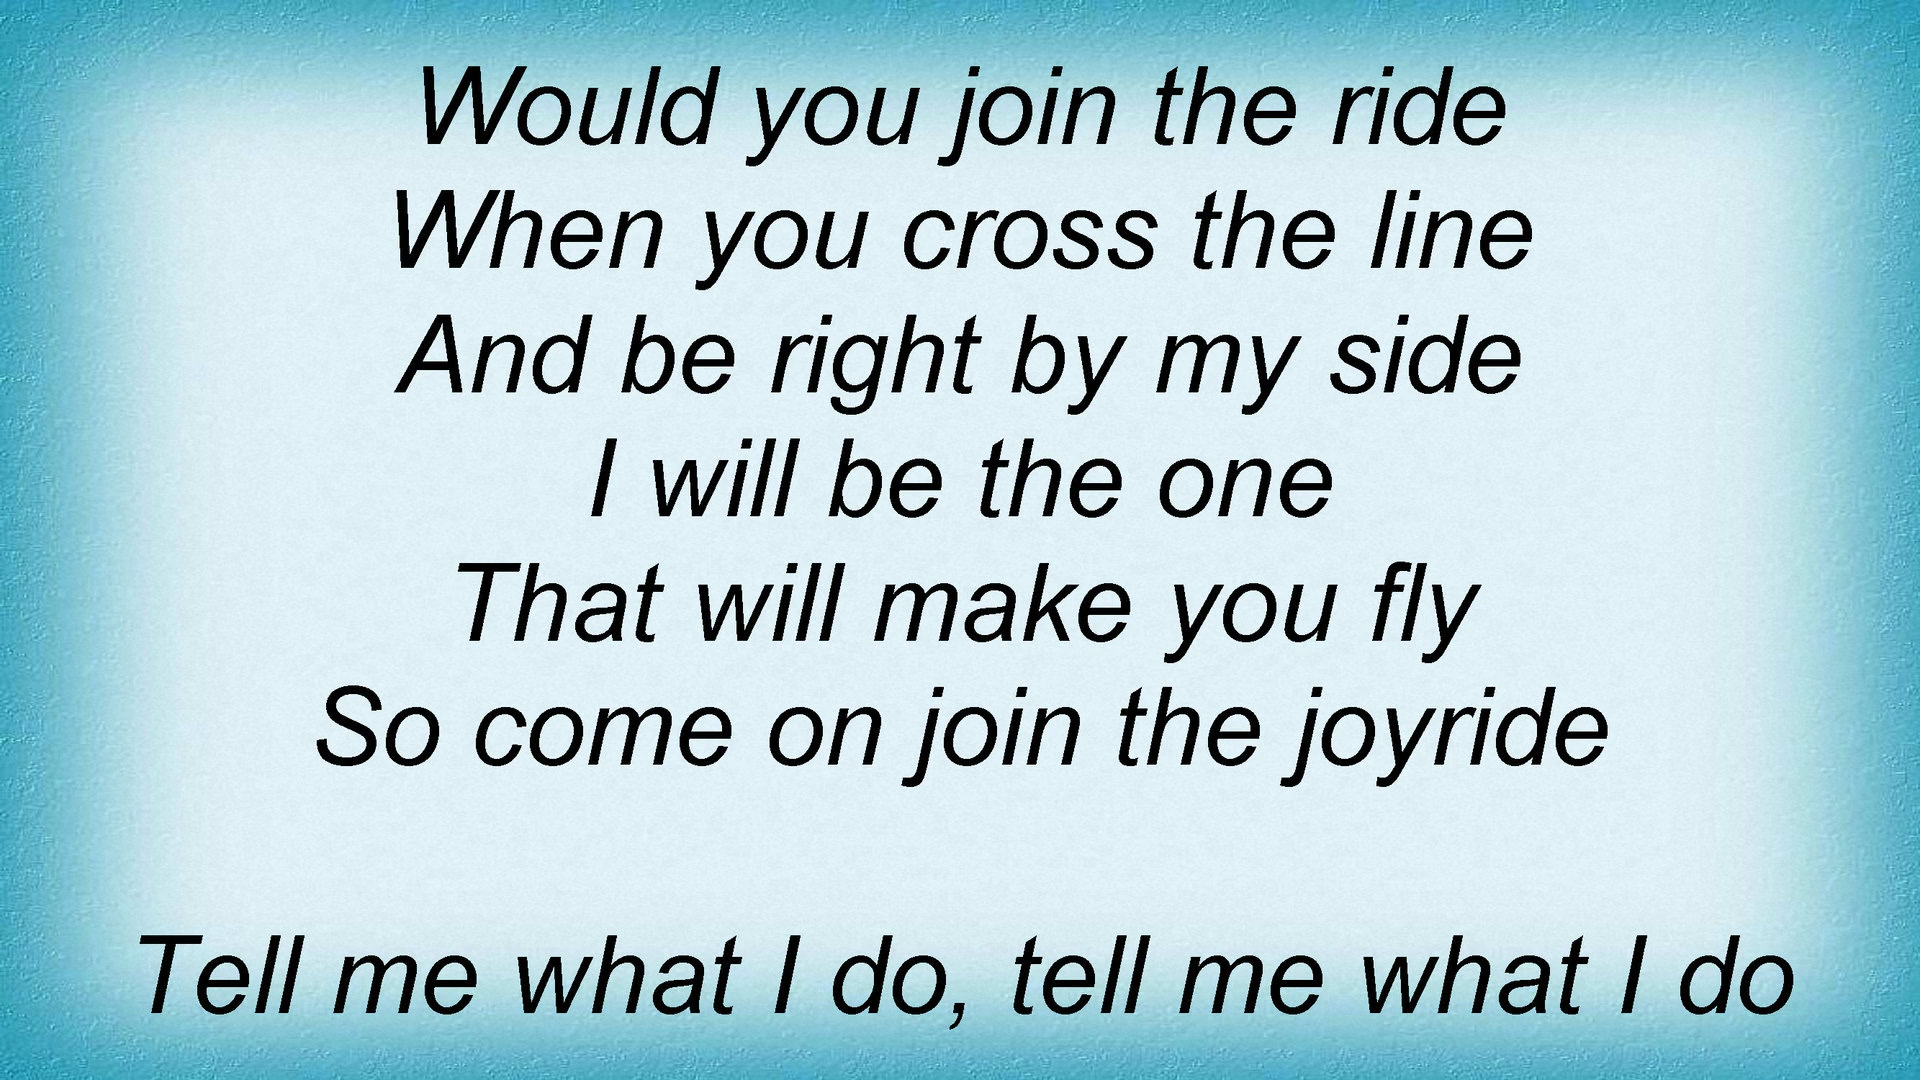 Would you join the ride
When you cross the line
And be right by my side
I will be the one
That will make you fly
So come on join the joyride
Tell me what I do, tell me what I do